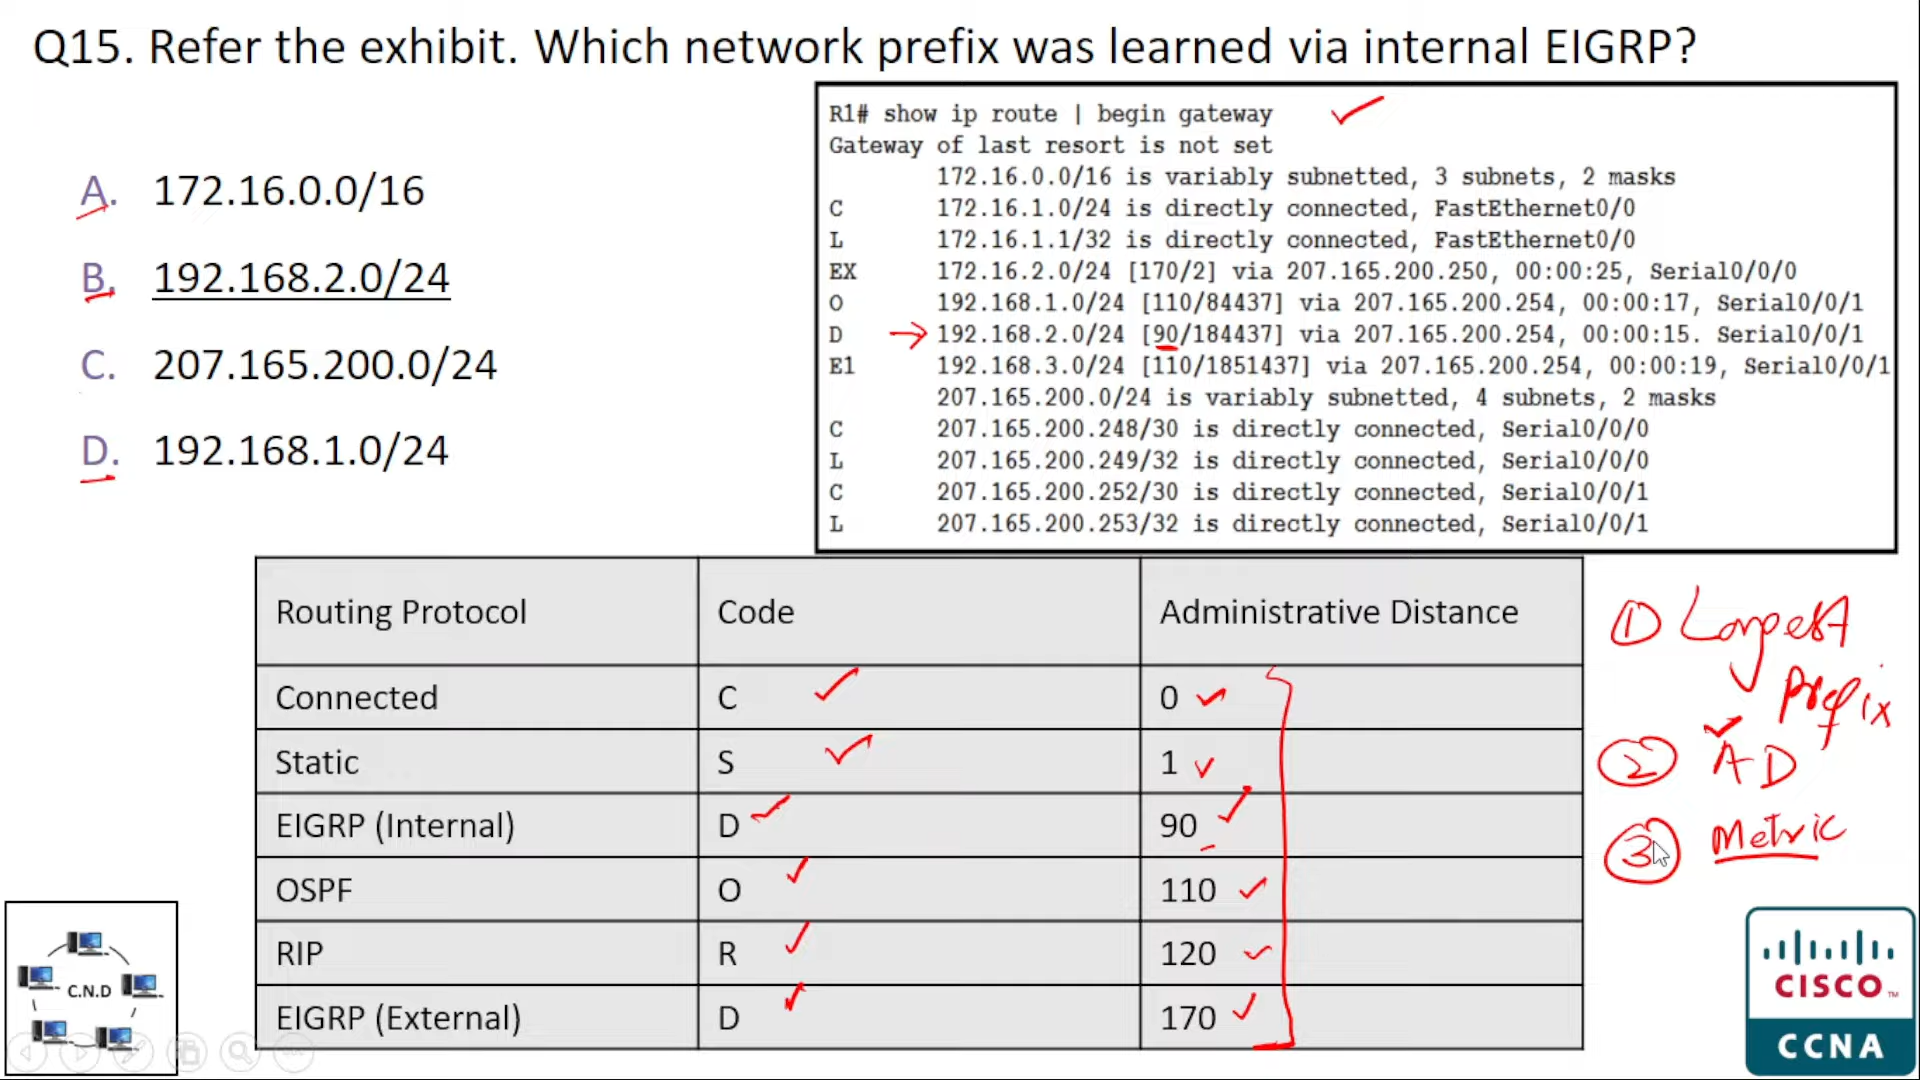 Q15. Refer the exhibit. Which network prefix was learned via internal EIGRP?
A. 172.16.0.0/16
B. 192.168.2.0/24
C. 207.165.200.0/24
D. 192.168.1.0/24
R1# show ip route | begin gateway
Gateway of last resort is not set
172.16.0.0/16 is variably subnetted, 3 subnets, 2 masks
C 172.16.1.0/24 is directly connected, FastEthernet0/0
L 172.16.1.1/32 is directly connected, FastEthernet0/0
EX 172.16.2.0/24 [170/2] via 207.165.200.250, 00:00:25, Serial0/0/0
O 192.168.1.0/24 [110/84437] via 207.165.200.254, 00:00:17, Serial0/0/1
D 192.168.2.0/24 [90/184437] via 207.165.200.254, 00:00:15. Serial0/0/1
E1 192.168.3.0/24 [110/1851437] via 207.165.200.254, 00:00:19, Serial0/0/1
207.165.200.0/24 is variably subnetted, 4 subnets, 2 masks
C 207.165.200.248/30 is directly connected, Serial0/0/0
L 207.165.200.249/32 is directly connected, Serial0/0/0
C 207.165.200.252/30 is directly connected, Serial0/0/1
L 207.165.200.253/32 is directly connected, Serial0/0/1
Routing Protocol Code Administrative Distance
Connected C 0
Static S 1
EIGRP (Internal) D 90
OSPF O 110
RIP R 120
EIGRP (External) D 170
1 Longest
Prefix
2 AD
3 Metric
C.N.D
CISCO™
CCNA